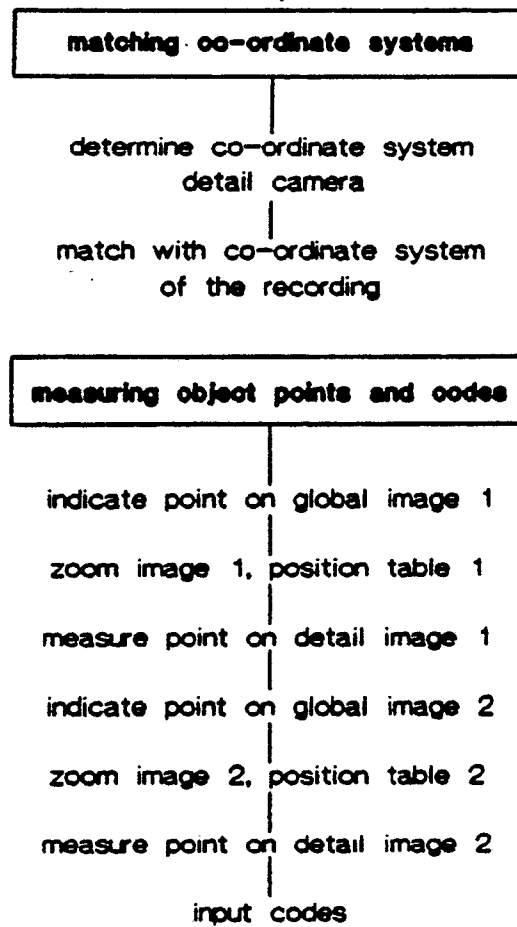 matching co-ordinate systems
determine co-ordinate system
detail camera
match with co-ordinate system
of the recording
measuring object points and codes
indicate point on global image 1
zoom image 1, position table 1
measure point on detail image 1
indicate point on global image 2
zoom image 2, position table 2
measure point on detail image 2
input codes